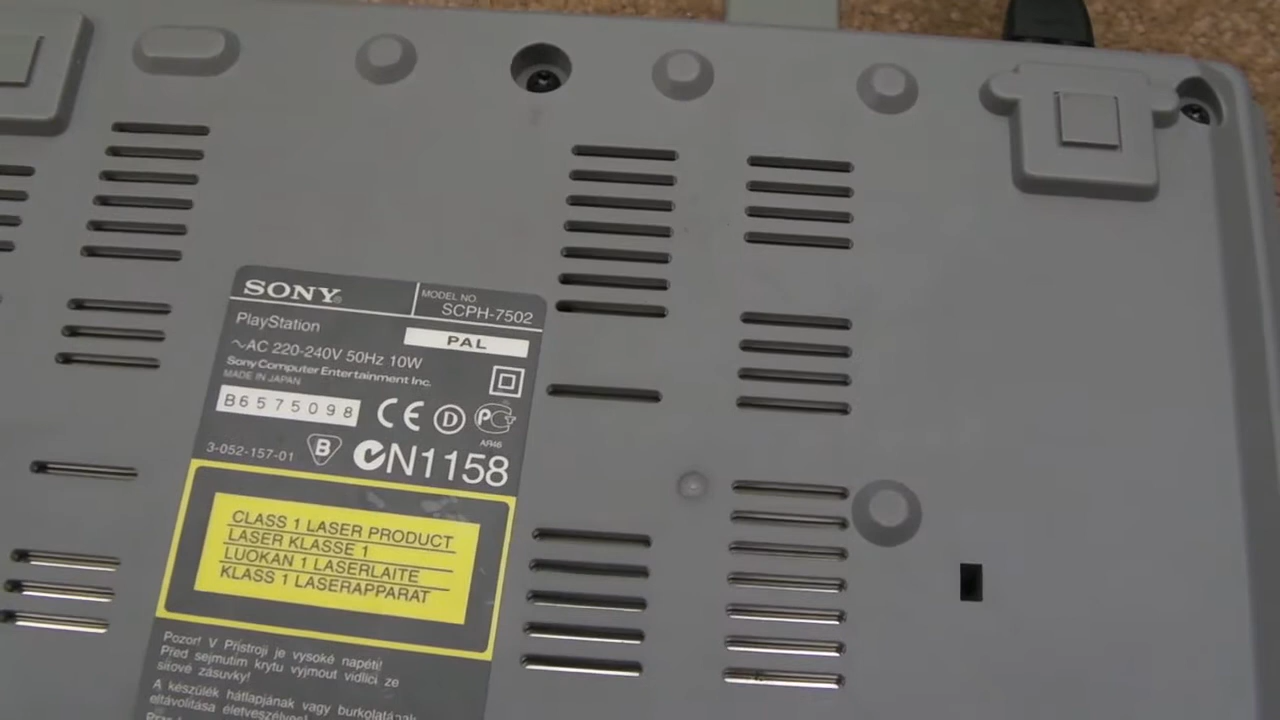 SONY®
MODEL NO.
SCPH-7502
PlayStation
PAL
~AC 220-240V 50Hz 10W
Sony Computer Entertainment Inc.
MADE IN JAPAN
B6575098
CE D PG
AR46
3-052-157-01
B
N1158
CLASS 1 LASER PRODUCT
LASER KLASSE 1
LUOKAN 1 LASERLAITE
KLASS 1 LASERAPPARAT
Pozor! V Přístroji je vysoké napětí!
Před sejmutím krytu vyjmout vidlici ze
síťové zásuvky!
A készülék hátlapjának vagy burkolatának
eltávolítása életveszélyes!